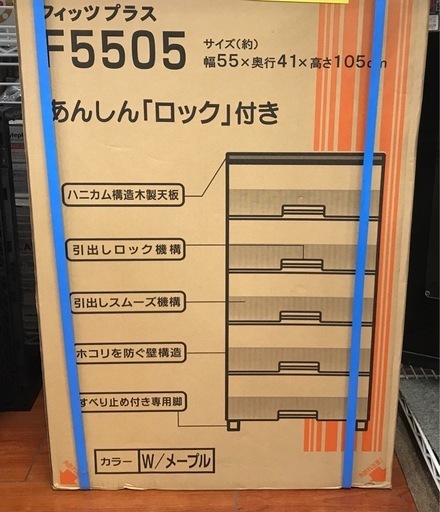 フィッツプラス
F5505
サイズ(約)
幅55×奥行41×高さ105cm
あんしん「ロック」付き
ハニカム構造木製天板
引出しロック機構
引出しスムーズ機構
ホコリを防ぐ壁構造
すべり止め付き専用脚
カラー W/メープル